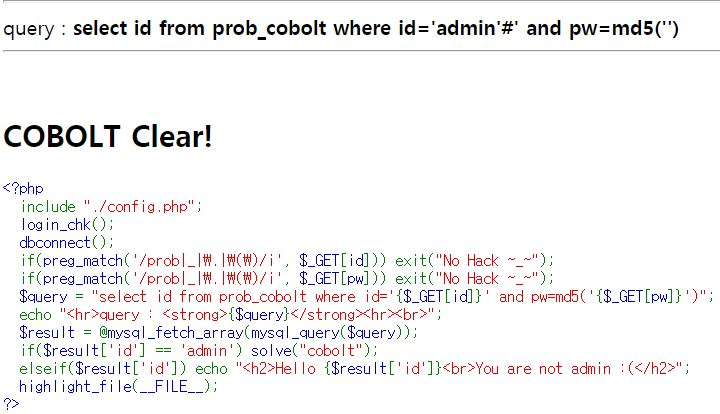 query : select id from prob_cobolt where id='admin'#' and pw=md5('')
COBOLT Clear!
<?php
include "./config.php";
login_chk();
dbconnect();
if(preg_match('/prob|_|₩.|₩(₩)/i', $_GET[id])) exit("No Hack ~_~");
if(preg_match('/prob|_|₩.|₩(₩)/i', $_GET[pw])) exit("No Hack ~_~");
$query = "select id from prob_cobolt where id='{$_GET[id]}' and pw=md5('{$_GET[pw]}')";
echo "<hr>query : <strong>{$query}</strong><hr><br>";
$result = @mysql_fetch_array(mysql_query($query));
if($result['id'] == 'admin') solve("cobolt");
elseif($result['id']) echo "<h2>Hello {$result['id']}<br>You are not admin :(</h2>";
highlight_file(__FILE__);
?>